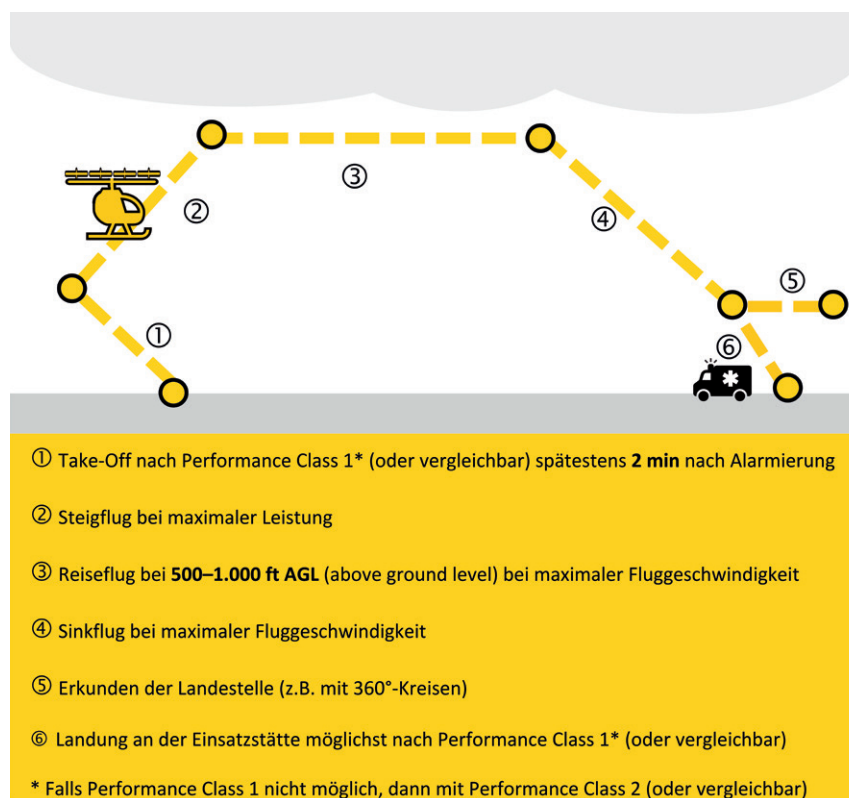 ②
③
④
⑤
①
⑥
① Take-Off nach Performance Class 1* (oder vergleichbar) spätestens 2 min nach Alarmierung
② Steigflug bei maximaler Leistung
③ Reiseflug bei 500–1.000 ft AGL (above ground level) bei maximaler Fluggeschwindigkeit
④ Sinkflug bei maximaler Fluggeschwindigkeit
⑤ Erkunden der Landestelle (z.B. mit 360°-Kreisen)
⑥ Landung an der Einsatzstätte möglichst nach Performance Class 1* (oder vergleichbar)
* Falls Performance Class 1 nicht möglich, dann mit Performance Class 2 (oder vergleichbar)